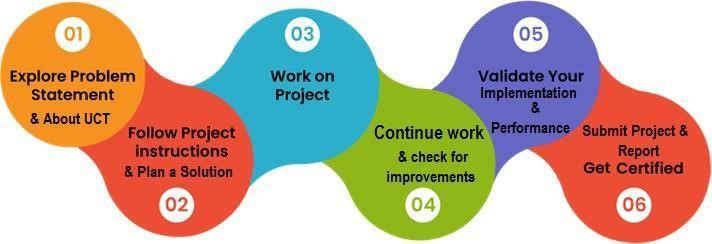 01
Explore Problem
Statement
& About UCT
Follow Project
instructions
& Plan a Solution
02
03
Work on
Project
Continue work
& check for
improvements
04
05
Validate Your
Implementation
&
Performance
Submit Project &
Report
Get Certified
06